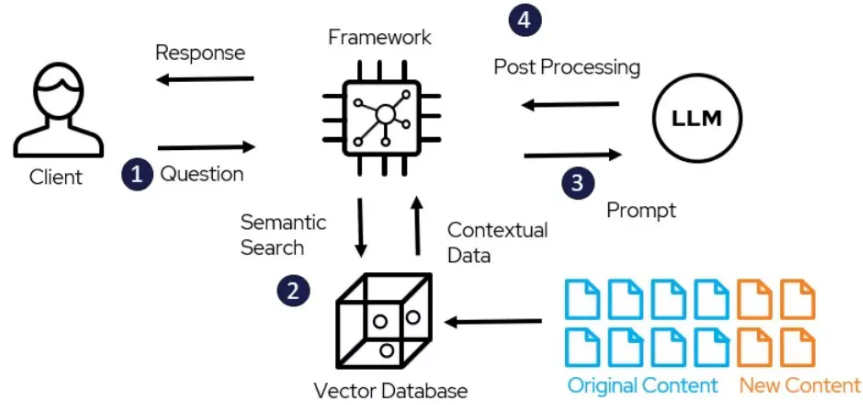 Framework
4
Response
Post Processing
LLM
Client
1 Question
3
Prompt
Semantic
Search
Contextual
Data
2
Vector Database
Original Content
New Content